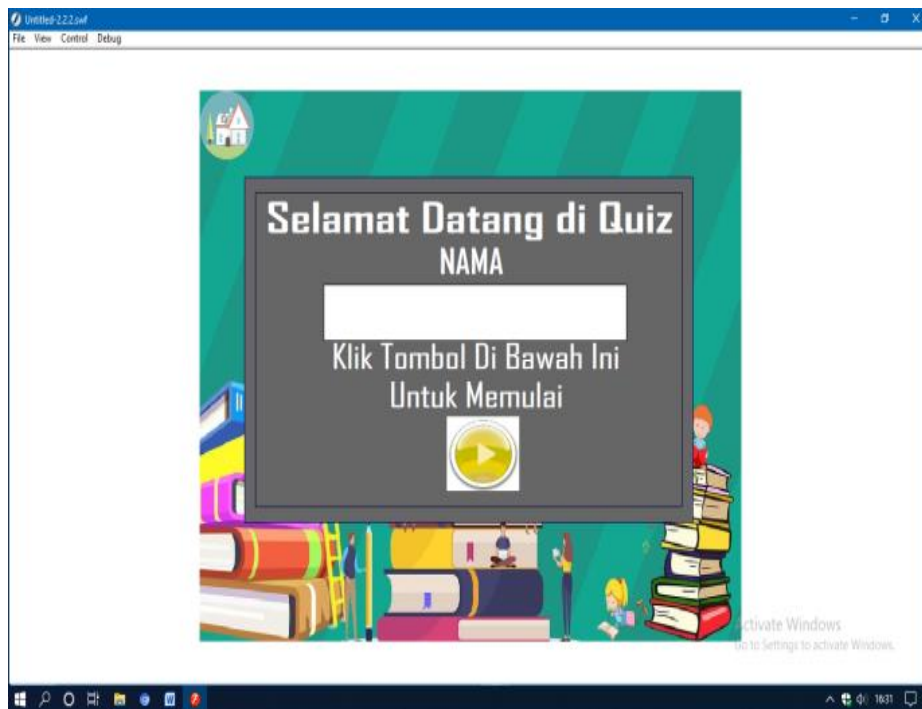 Untitled-2.2.2.swf
File View Control Debug
Selamat Datang di Quiz
NAMA
Klik Tombol Di Bawah Ini
Untuk Memulai
Activate Windows
Go to Settings to activate Windows.
1631